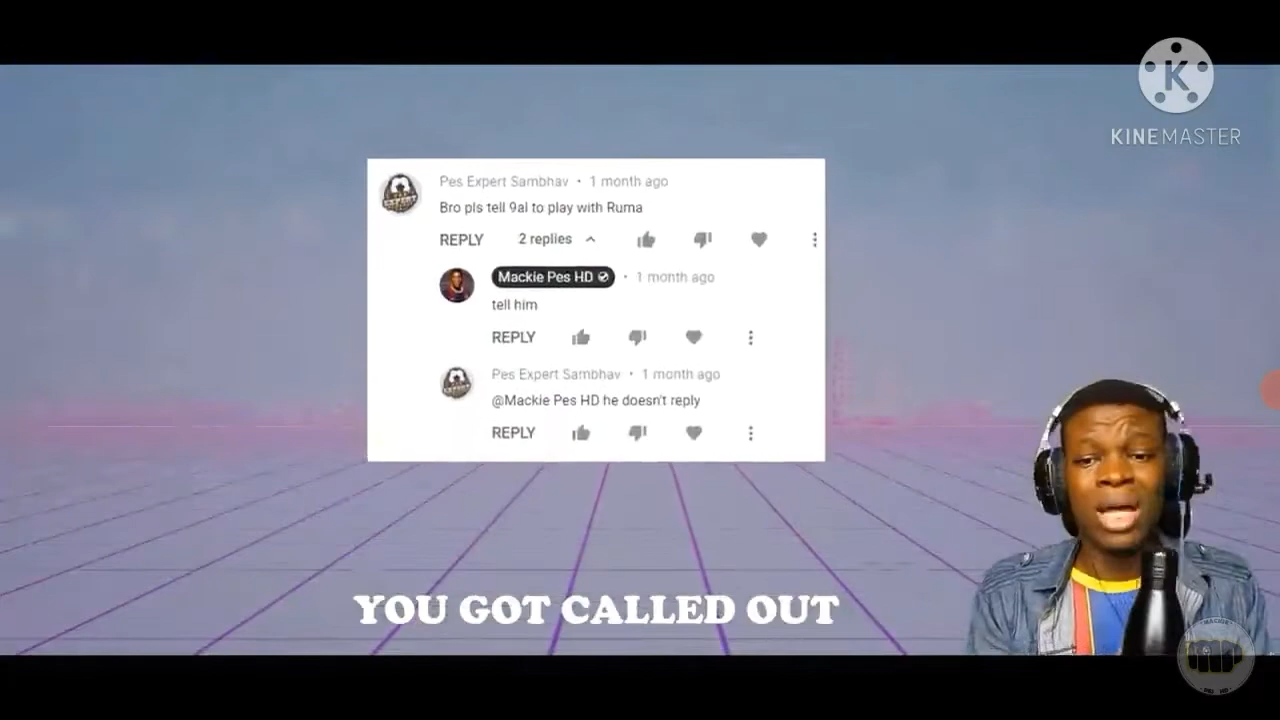 K
KINEMASTER
Pes Expert Sambhav • 1 month ago
Bro pls tell 9al to play with Ruma
REPLY 2 replies
Mackie Pes HD • 1 month ago
tell him
REPLY
Pes Expert Sambhav • 1 month ago
@Mackie Pes HD he doesn't reply
REPLY
YOU GOT CALLED OUT